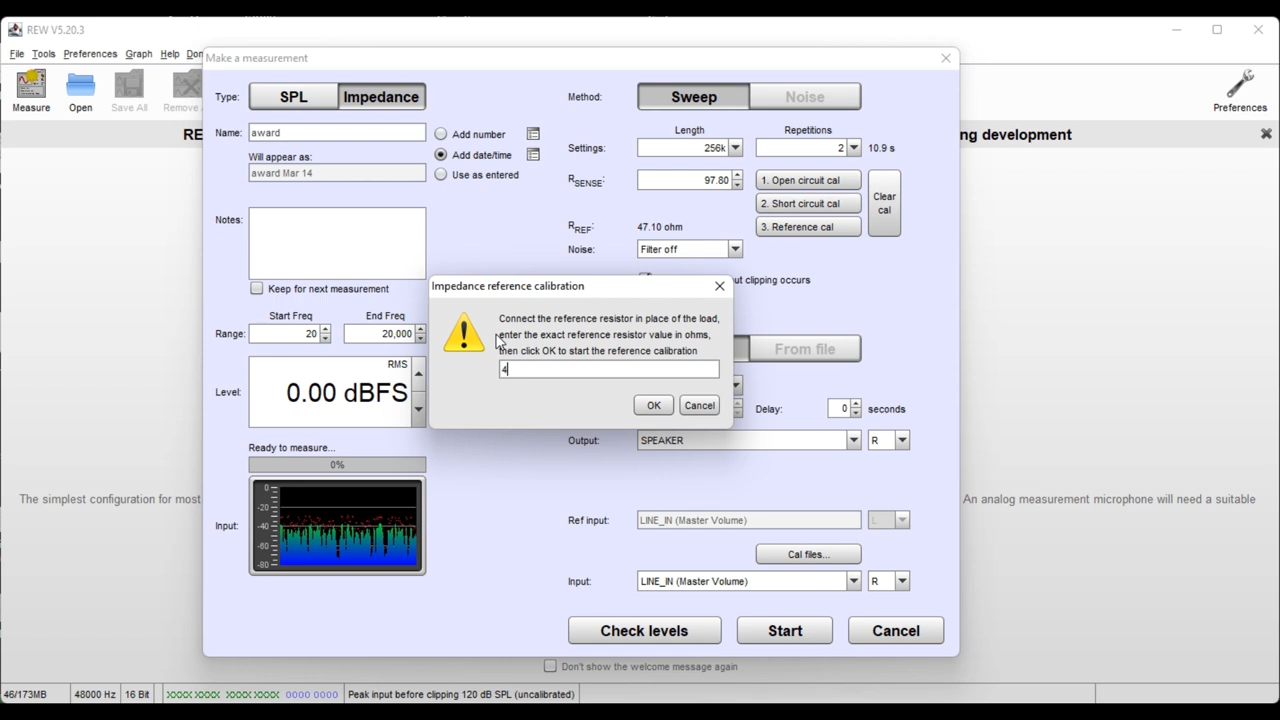 REW V5.20.3
File Tools Preferences Graph Help Don
Measure Open Save All Remove Preferences
RE
ng development
Make a measurement
Type: SPL Impedance
Method: Sweep Noise
Name: award
Add number
Will appear as:
Add date/time
award Mar 14
Use as entered
Length Repetitions
Settings: 256k 2 10.9 s
RSENSE: 97.80 1. Open circuit cal
2. Short circuit cal
Clear cal
RREF: 47.10 ohm 3. Reference cal
Noise: Filter off
Notes:
ut clipping occurs
Keep for next measurement
Impedance reference calibration
Connect the reference resistor in place of the load,
enter the exact reference resistor value in ohms,
then click OK to start the reference calibration
4
OK Cancel
Start Freq End Freq
Range: 20 20,000
From file
RMS
Level: 0.00 dBFS
Delay: 0 seconds
Output: SPEAKER R
Ready to measure...
0%
The simplest configuration for most
An analog measurement microphone will need a suitable
Input:
0
-20
-40
-60
-80
Ref input: LINE_IN (Master Volume) L
Cal files...
Input: LINE_IN (Master Volume) R
Check levels Start Cancel
Don't show the welcome message again
46/173MB 48000 Hz 16 Bit XXXX XXXX XXXX XXXX 0000 0000 Peak input before clipping 120 dB SPL (uncalibrated)